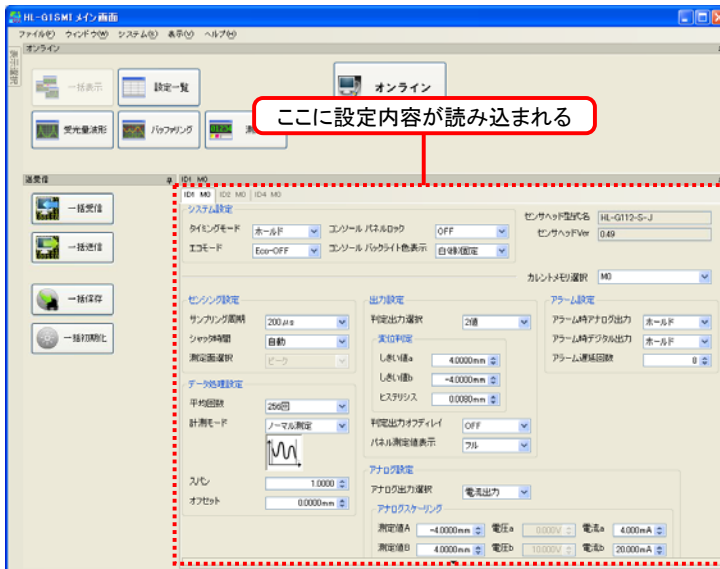 HL-G1SMI メイン画面
ファイル(F) ウィンドウ(W) システム(S) 表示(V) ヘルプ(H)
オンライン
一括表示
設定一覧
オンライン
受光量波形
バッファリング
測
ここに設定内容が読み込まれる
送受信
ID1 M0
ID1 M0 ID2 M0 ID4 M0
一括受信
一括送信
一括保存
一括初期化
システム設定
タイミングモード ホールド コンソール パネルロック OFF
エコモード Eco-OFF コンソール バックライト色表示 自動/固定
センサヘッド型式名 HL-G112-S-J
センサヘッドVer 0.49
カレントメモリ選択 M0
センシング設定
サンプリング周期 200μs
シャッタ時間 自動
測定面選択 ピーク
データ処理設定
平均回数 256回
計測モード ノーマル測定
スパン 1.0000
オフセット 0.0000mm
出力設定
判定出力選択 2値
変位判定
しきい値a 4.0000mm
しきい値b -4.0000mm
ヒステリシス 0.0080mm
判定出力オフディレイ OFF
パネル測定値表示 フル
アナログ設定
アナログ出力選択 電流出力
アナログスケーリング
測定値A -4.0000mm 電圧a 0.000V 電流a 4.000mA
測定値B 4.0000mm 電圧b 10.000V 電流b 20.000mA
アラーム設定
アラーム時アナログ出力 ホールド
アラーム時デジタル出力 ホールド
アラーム遅延回数 0